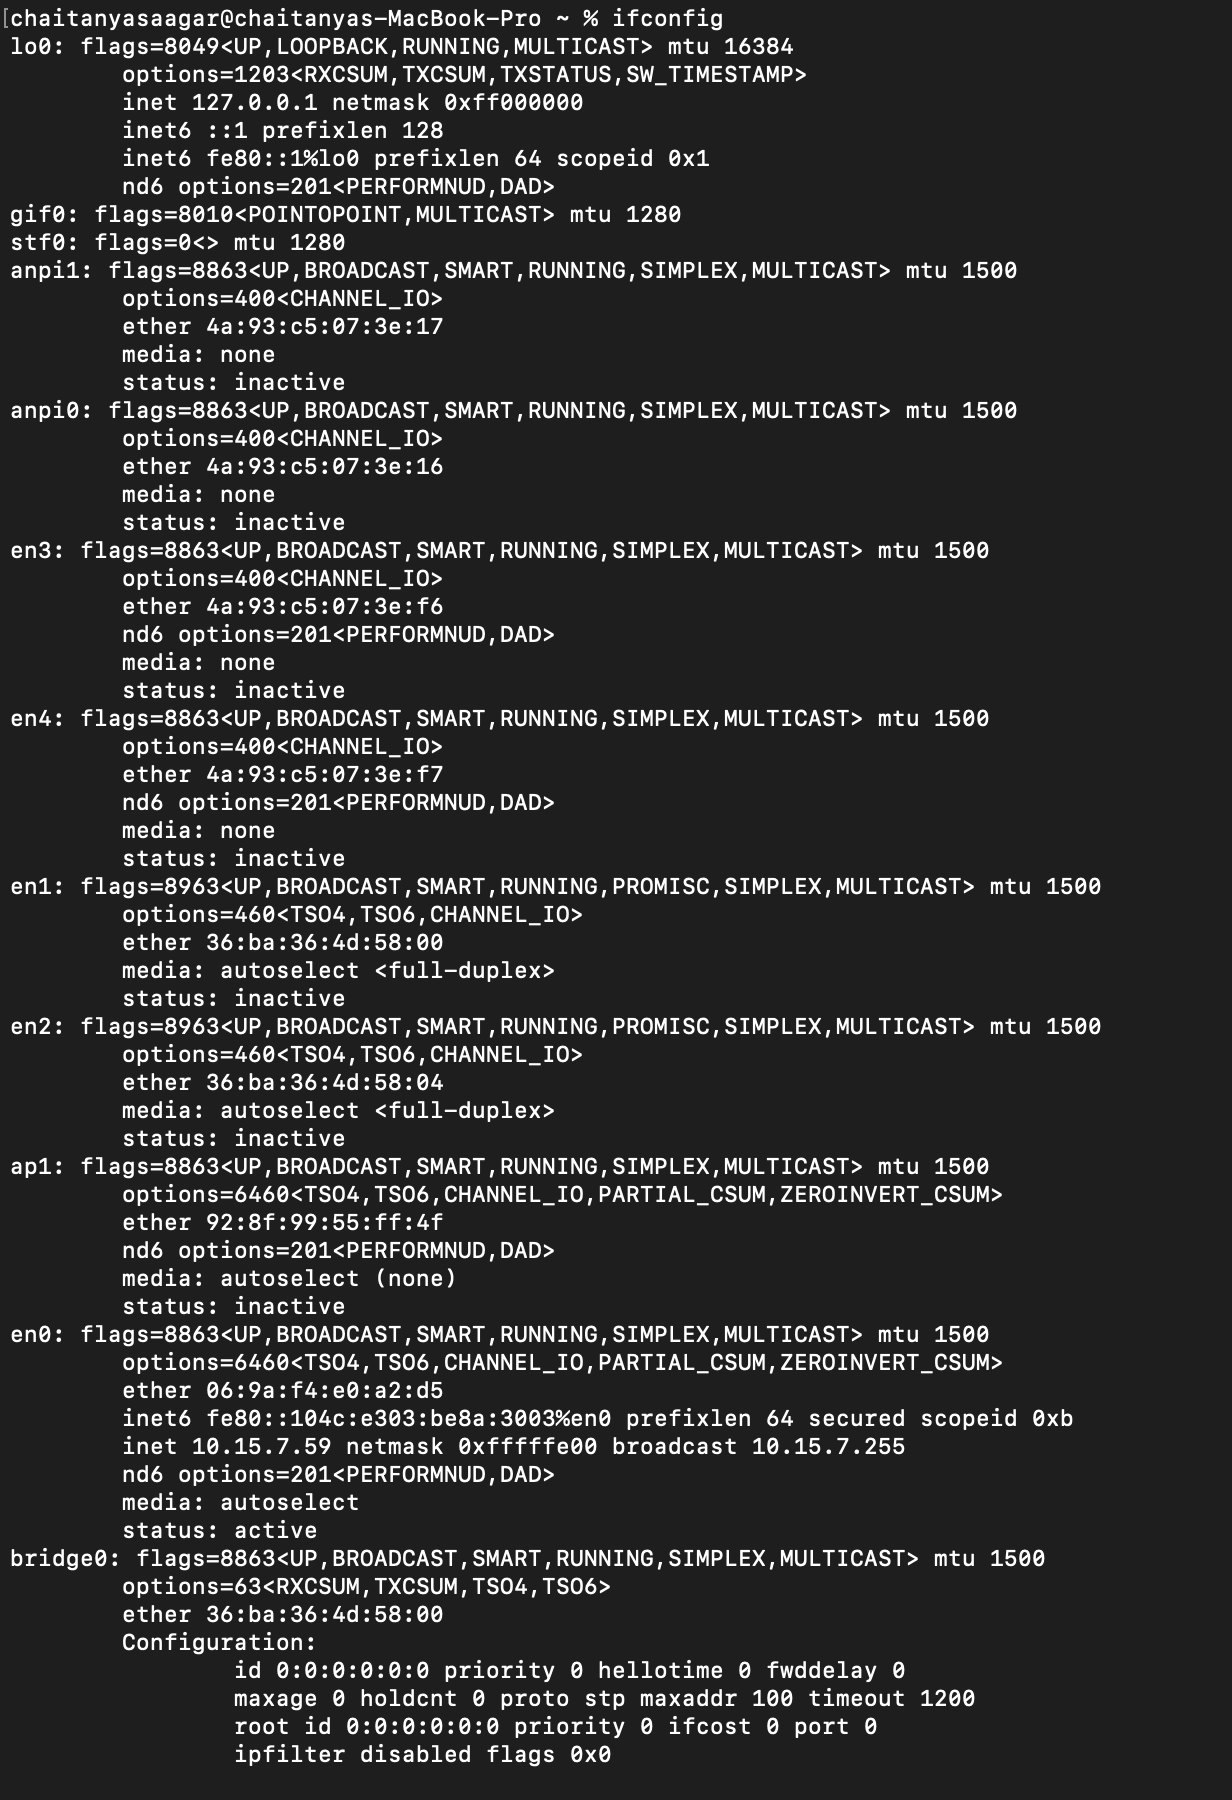 [chaitanyasaagar@chaitanyas-MacBook-Pro ~ % ifconfig
lo0: flags=8049<UP,LOOPBACK,RUNNING,MULTICAST> mtu 16384
        options=1203<RXCSUM,TXCSUM,TXSTATUS,SW_TIMESTAMP>
        inet 127.0.0.1 netmask 0xff000000
        inet6 ::1 prefixlen 128
        inet6 fe80::1%lo0 prefixlen 64 scopeid 0x1
        nd6 options=201<PERFORMNUD,DAD>
gif0: flags=8010<POINTOPOINT,MULTICAST> mtu 1280
stf0: flags=0<> mtu 1280
anpi1: flags=8863<UP,BROADCAST,SMART,RUNNING,SIMPLEX,MULTICAST> mtu 1500
        options=400<CHANNEL_IO>
        ether 4a:93:c5:07:3e:17
        media: none
        status: inactive
anpi0: flags=8863<UP,BROADCAST,SMART,RUNNING,SIMPLEX,MULTICAST> mtu 1500
        options=400<CHANNEL_IO>
        ether 4a:93:c5:07:3e:16
        media: none
        status: inactive
en3: flags=8863<UP,BROADCAST,SMART,RUNNING,SIMPLEX,MULTICAST> mtu 1500
        options=400<CHANNEL_IO>
        ether 4a:93:c5:07:3e:f6
        nd6 options=201<PERFORMNUD,DAD>
        media: none
        status: inactive
en4: flags=8863<UP,BROADCAST,SMART,RUNNING,SIMPLEX,MULTICAST> mtu 1500
        options=400<CHANNEL_IO>
        ether 4a:93:c5:07:3e:f7
        nd6 options=201<PERFORMNUD,DAD>
        media: none
        status: inactive
en1: flags=8963<UP,BROADCAST,SMART,RUNNING,PROMISC,SIMPLEX,MULTICAST> mtu 1500
        options=460<TSO4,TSO6,CHANNEL_IO>
        ether 36:ba:36:4d:58:00
        media: autoselect <full-duplex>
        status: inactive
en2: flags=8963<UP,BROADCAST,SMART,RUNNING,PROMISC,SIMPLEX,MULTICAST> mtu 1500
        options=460<TSO4,TSO6,CHANNEL_IO>
        ether 36:ba:36:4d:58:04
        media: autoselect <full-duplex>
        status: inactive
ap1: flags=8863<UP,BROADCAST,SMART,RUNNING,SIMPLEX,MULTICAST> mtu 1500
        options=6460<TSO4,TSO6,CHANNEL_IO,PARTIAL_CSUM,ZEROINVERT_CSUM>
        ether 92:8f:99:55:ff:4f
        nd6 options=201<PERFORMNUD,DAD>
        media: autoselect (none)
        status: inactive
en0: flags=8863<UP,BROADCAST,SMART,RUNNING,SIMPLEX,MULTICAST> mtu 1500
        options=6460<TSO4,TSO6,CHANNEL_IO,PARTIAL_CSUM,ZEROINVERT_CSUM>
        ether 06:9a:f4:e0:a2:d5
        inet6 fe80::104c:e303:be8a:3003%en0 prefixlen 64 secured scopeid 0xb
        inet 10.15.7.59 netmask 0xfffffe00 broadcast 10.15.7.255
        nd6 options=201<PERFORMNUD,DAD>
        media: autoselect
        status: active
bridge0: flags=8863<UP,BROADCAST,SMART,RUNNING,SIMPLEX,MULTICAST> mtu 1500
        options=63<RXCSUM,TXCSUM,TSO4,TSO6>
        ether 36:ba:36:4d:58:00
        Configuration:
                id 0:0:0:0:0:0 priority 0 hellotime 0 fwddelay 0
                maxage 0 holdcnt 0 proto stp maxaddr 100 timeout 1200
                root id 0:0:0:0:0:0 priority 0 ifcost 0 port 0
                ipfilter disabled flags 0x0